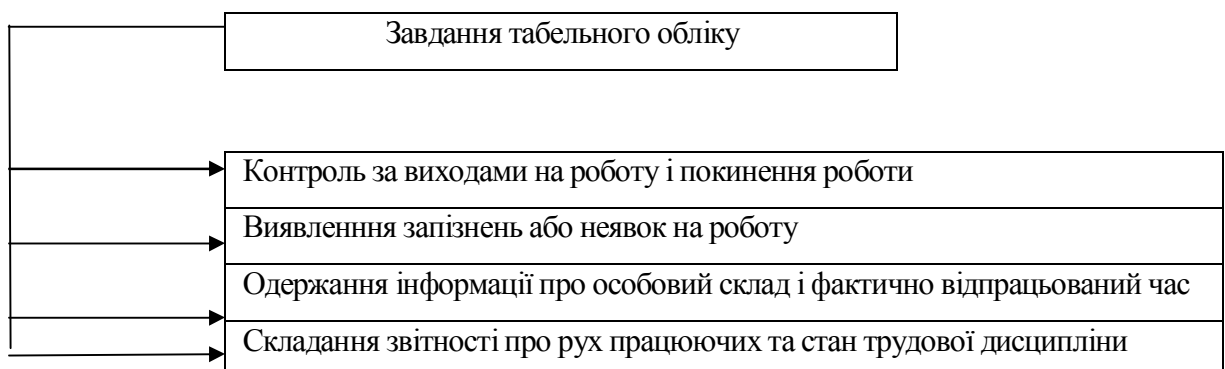 Завдання табельного обліку
Контроль за виходами на роботу і покинення роботи
Виявленння запізнень або неявок на роботу
Одержання інформації про особовий склад і фактично відпрацьований час
Складання звітності про рух працюючих та стан трудової дисципліни